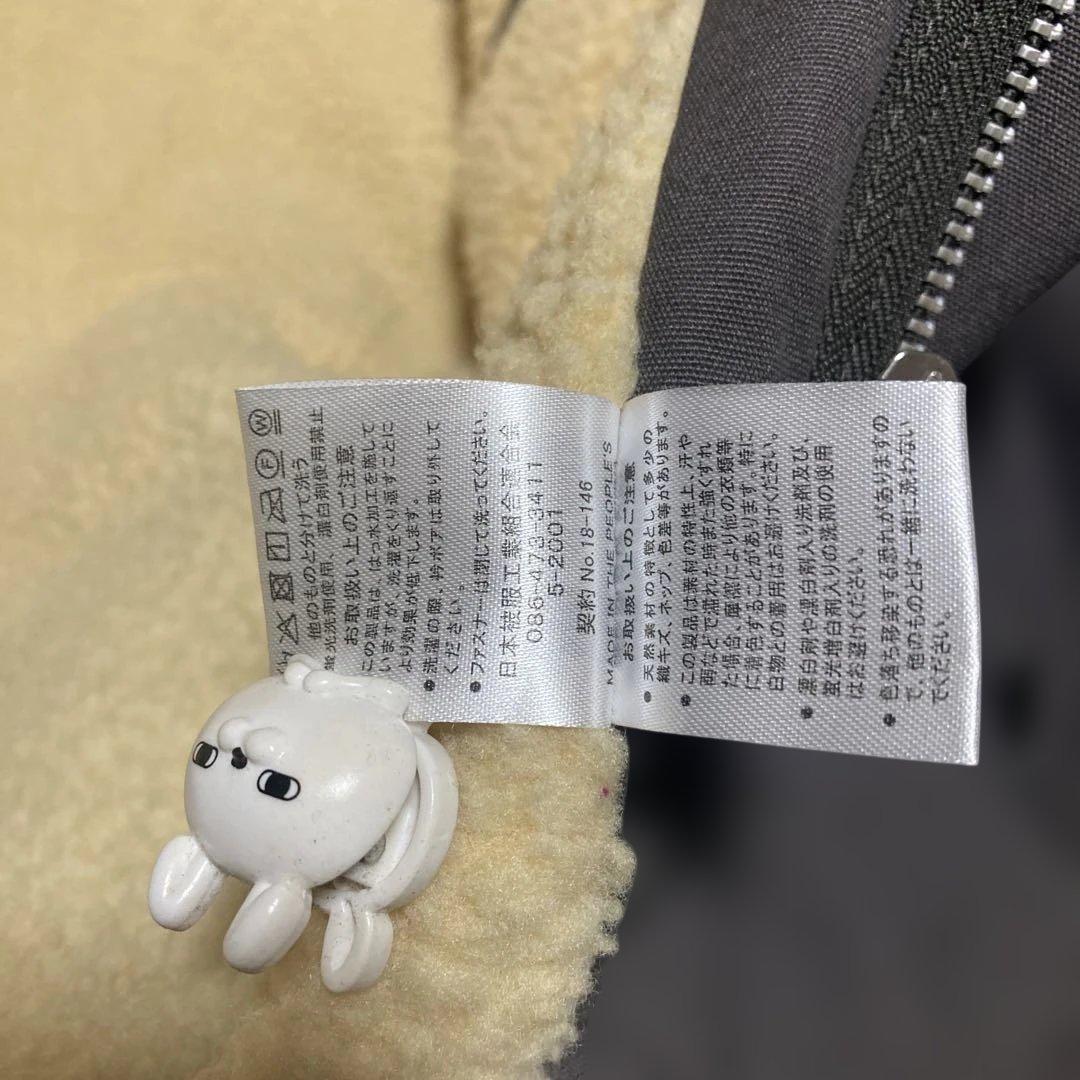 他のものと分けて洗う
蛍光洗剤使用、漂白剤使用禁止
お取扱い上のご注意
この製品は、はっ水加工を施して
いますが、洗濯をくり返すことに
より効果が低下します。
●洗濯の際、衿ボアは取り外して
ください。
●ファスナーは閉じて洗ってください。
日本被服工業組合連合会
086-473-3411
5-2001
契約 No.18-146
MADE IN THE PEOPLE'S
お取扱い上のご注意
●天然素材の特徴として多少の
織キズ、ネップ、色差等があります。
●この製品は素材の特性上、汗や
雨などで濡れた時また強くすれ
た場合、摩擦により他の衣類等
に着色することがあります。特に
白物との着用はお避けください。
●漂白剤や漂白剤入り洗剤及び、
蛍光増白剤入りの洗剤の使用
はお避けください。
●色落ち移染する恐れがありますの
で、他のものとは一緒に洗わない
でください。